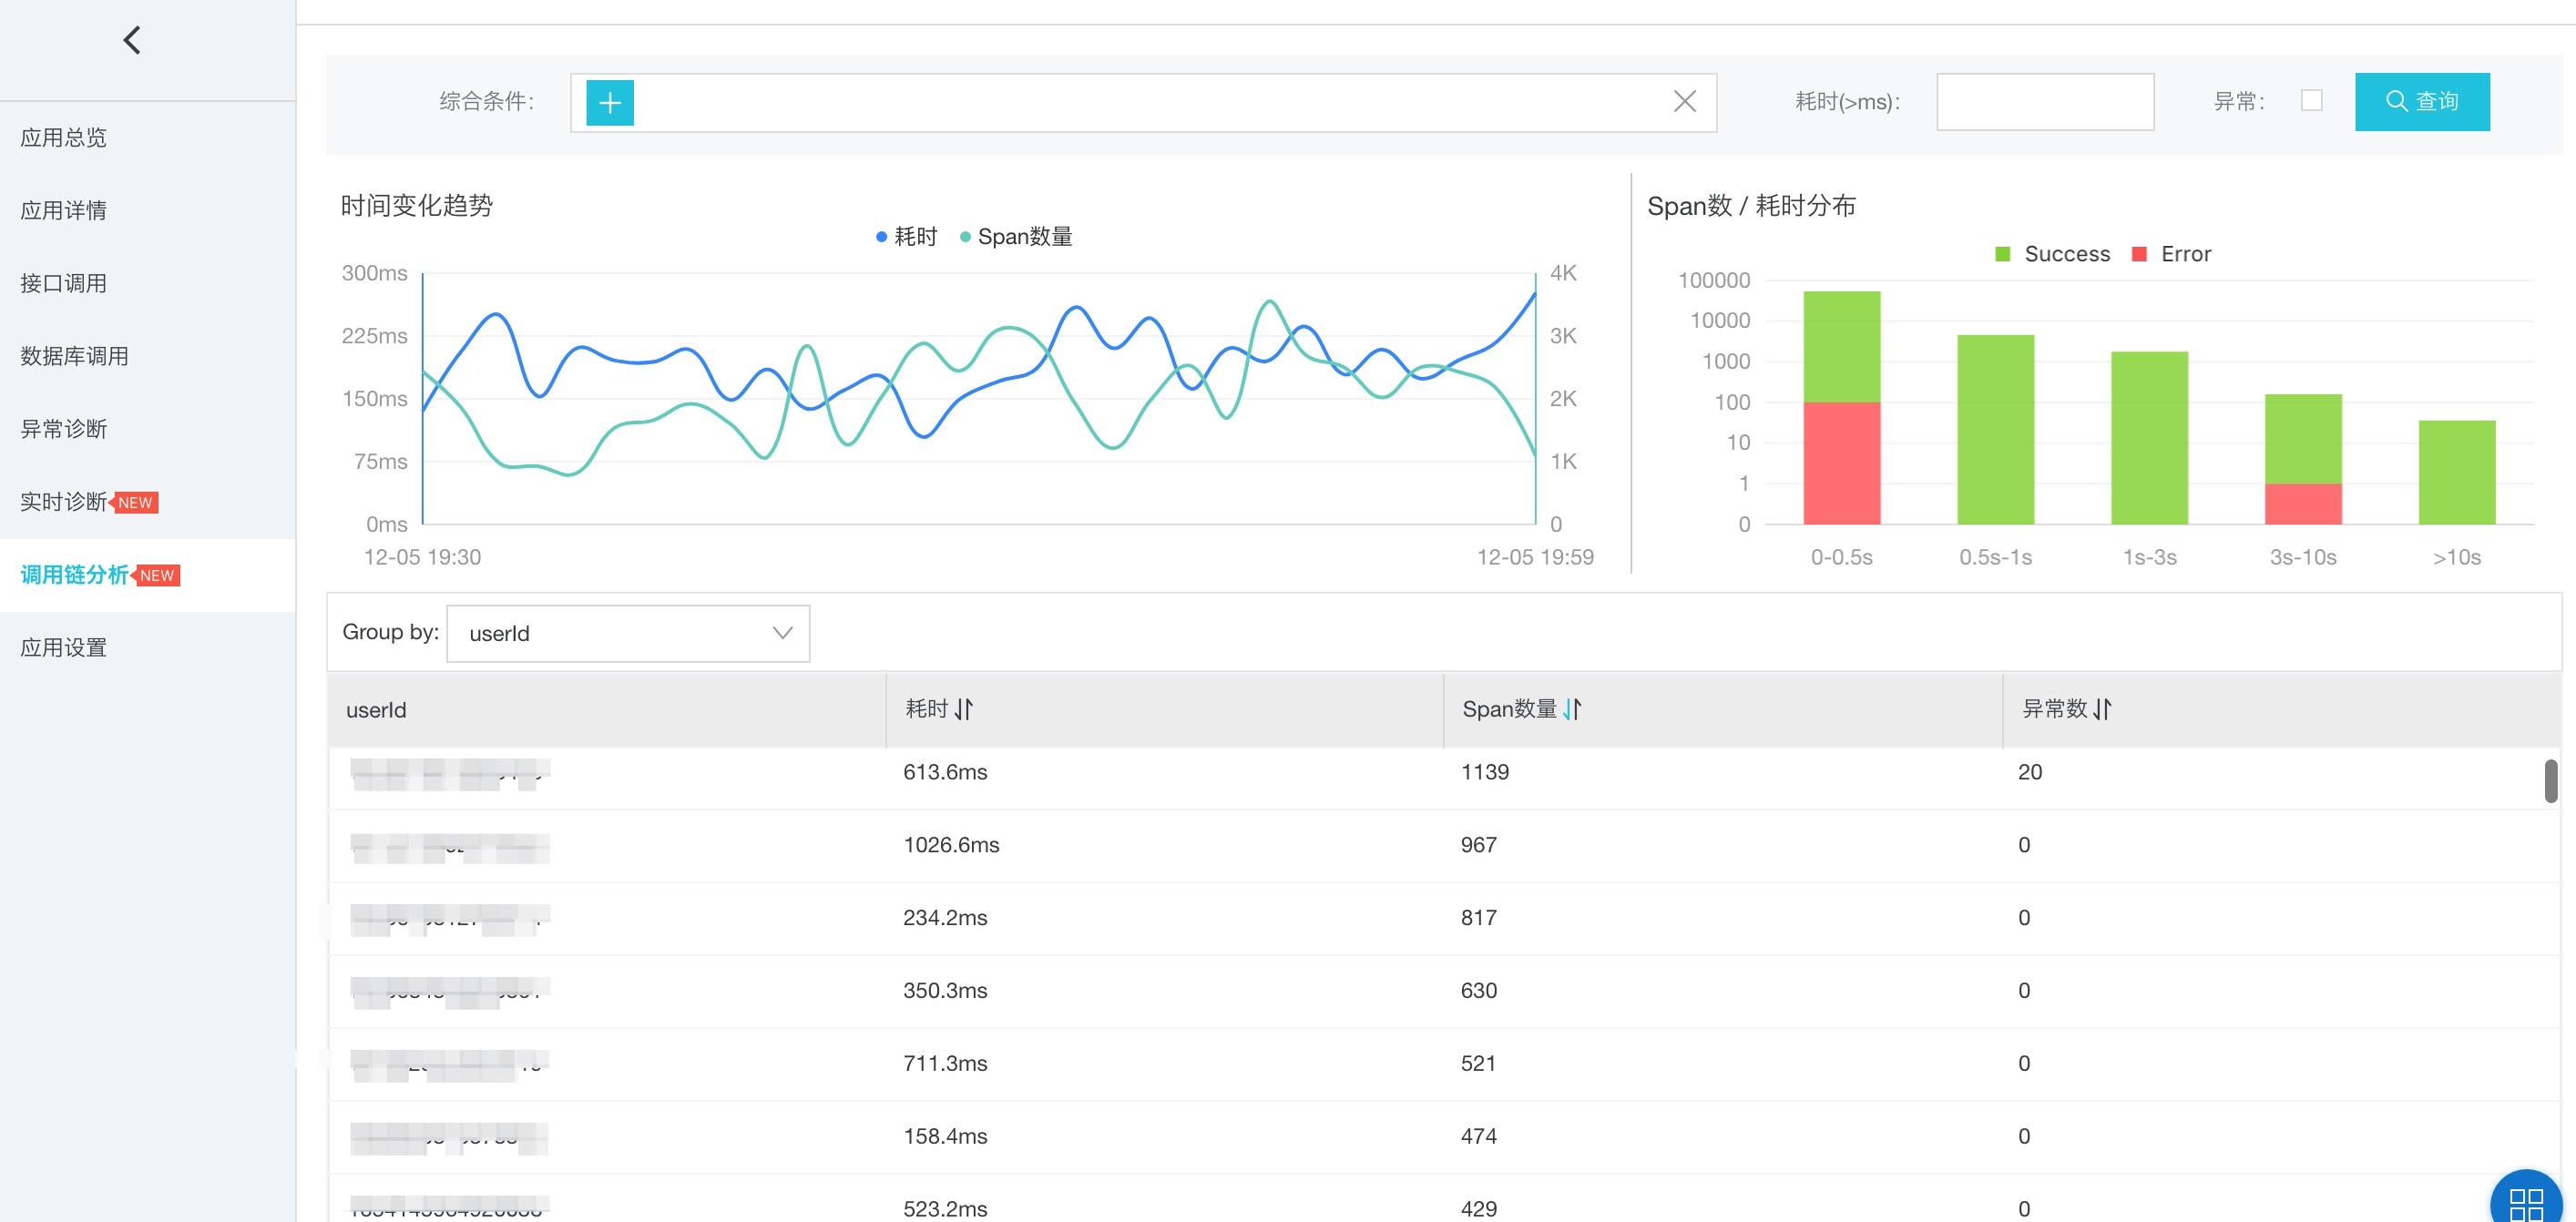 综合条件:
耗时(>ms):
异常:
查询
应用总览
应用详情
接口调用
数据库调用
异常诊断
实时诊断 NEW
调用链分析 NEW
应用设置
时间变化趋势
耗时 Span数量
300ms
225ms
150ms
75ms
0ms
4K
3K
2K
1K
0
12-05 19:30
12-05 19:59
Span数 / 耗时分布
Success Error
100000
10000
1000
100
10
1
0
0-0.5s 0.5s-1s 1s-3s 3s-10s >10s
Group by: userId
userId 耗时 Span数量 异常数
613.6ms 1139 20
1026.6ms 967 0
234.2ms 817 0
350.3ms 630 0
711.3ms 521 0
158.4ms 474 0
523.2ms 429 0